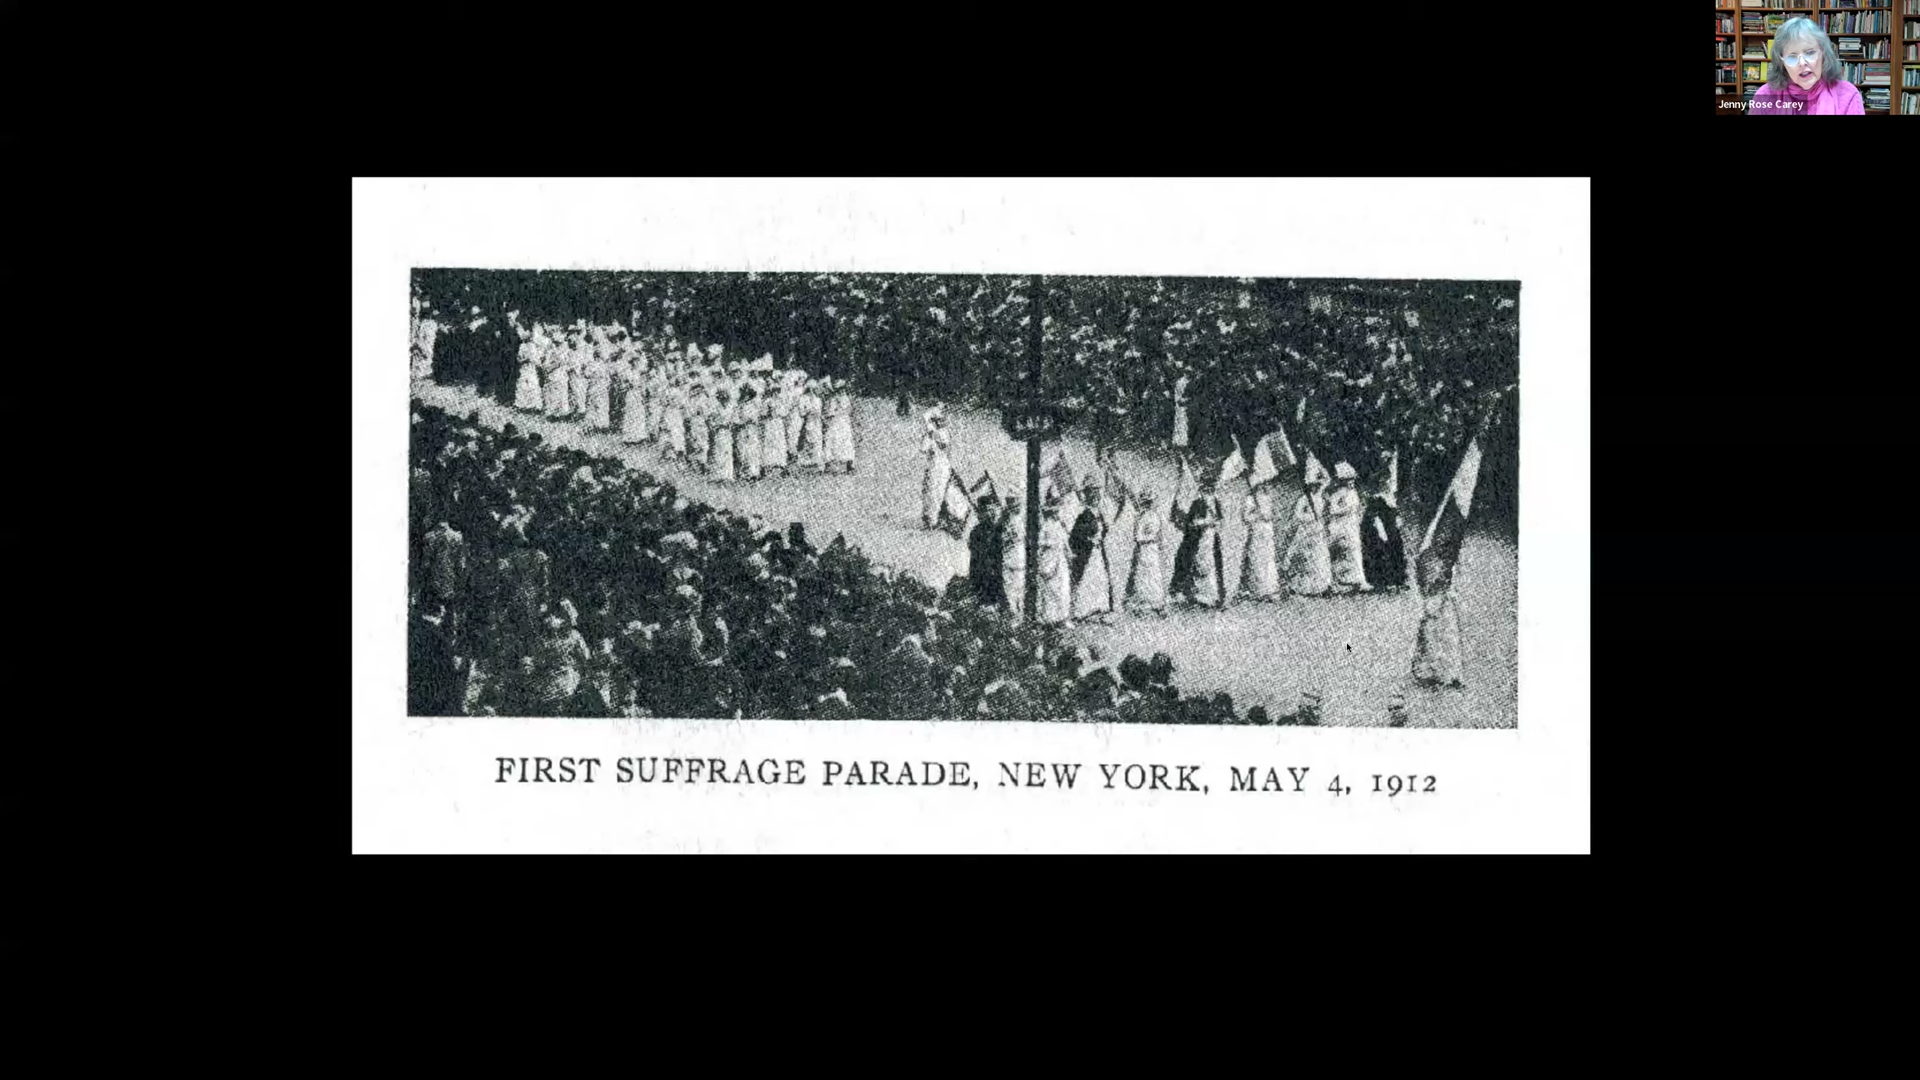 Jenny Rose Carey
FIRST SUFFRAGE PARADE, NEW YORK, MAY 4, 1912